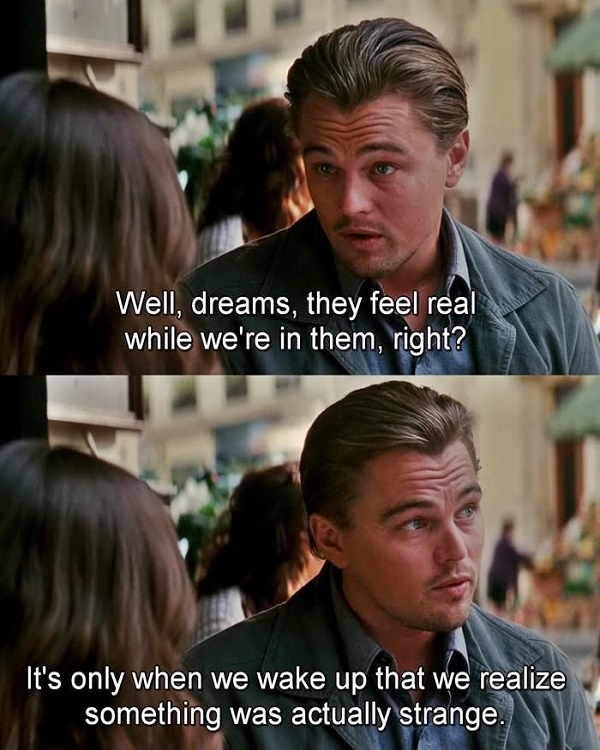 Well, dreams, they feel real
while we're in them, right?
It's only when we wake up that we realize
something was actually strange.